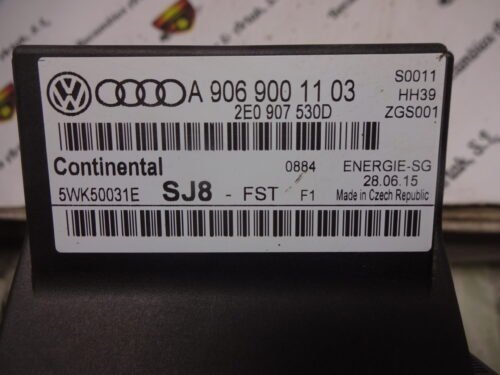 A 906 900 11 03
2E0 907 530D
S0011
HH39
ZGS001
Continental
0884 ENERGIE-SG
28.06.15
5WK50031E SJ8 - FST F1
Made in Czech Republic